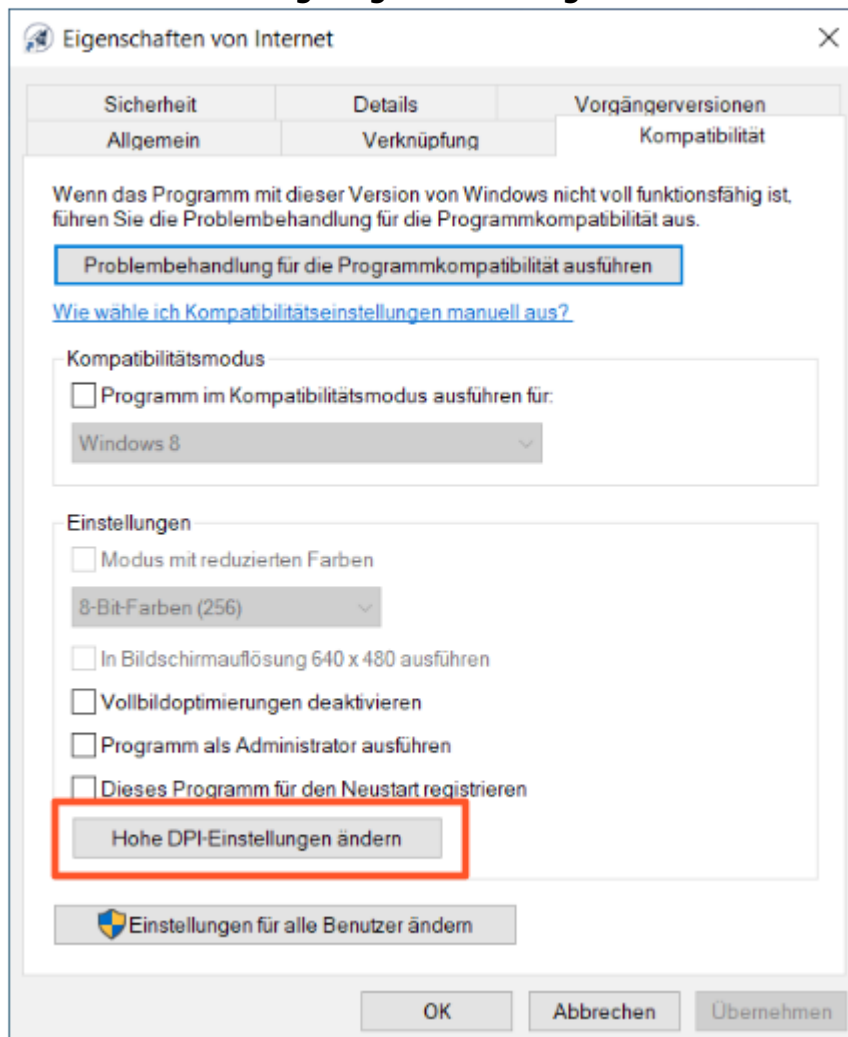 Eigenschaften von Internet
Sicherheit Details Vorgängerversionen
Allgemein Verknüpfung Kompatibilität
Wenn das Programm mit dieser Version von Windows nicht voll funktionsfähig ist,
führen Sie die Problembehandlung für die Programmkompatibilität aus.
Problembehandlung für die Programmkompatibilität ausführen
Wie wähle ich Kompatibilitätseinstellungen manuell aus?
Kompatibilitätsmodus
Programm im Kompatibilitätsmodus ausführen für:
Windows 8
Einstellungen
Modus mit reduzierten Farben
8-Bit-Farben (256)
In Bildschirmauflösung 640 x 480 ausführen
Vollbildoptimierungen deaktivieren
Programm als Administrator ausführen
Dieses Programm für den Neustart registrieren
Hohe DPI-Einstellungen ändern
Einstellungen für alle Benutzer ändern
OK Abbrechen Übernehmen